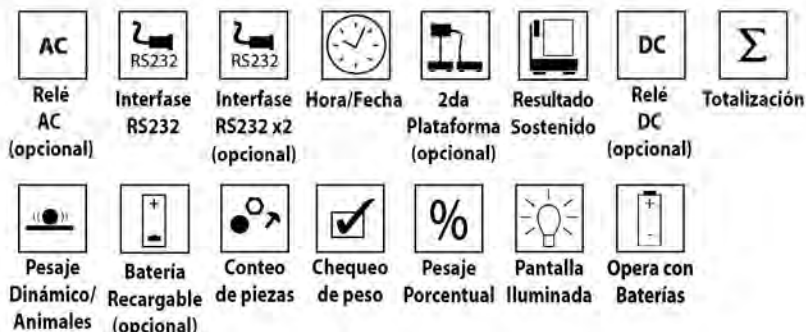 AC
Relé
AC
(opcional)
RS232
Interfase
RS232
RS232
Interfase
RS232 x2
(opcional)
Hora/Fecha
2da
Plataforma
(opcional)
Resultado
Sostenido
DC
Relé
DC
(opcional)
Σ
Totalización
Pesaje
Dinámico/
Animales
+
Batería
Recargable
(opcional)
Conteo
de piezas
Chequeo
de peso
%
Pesaje
Porcentual
Pantalla
Iluminada
+
-
Opera con
Baterías